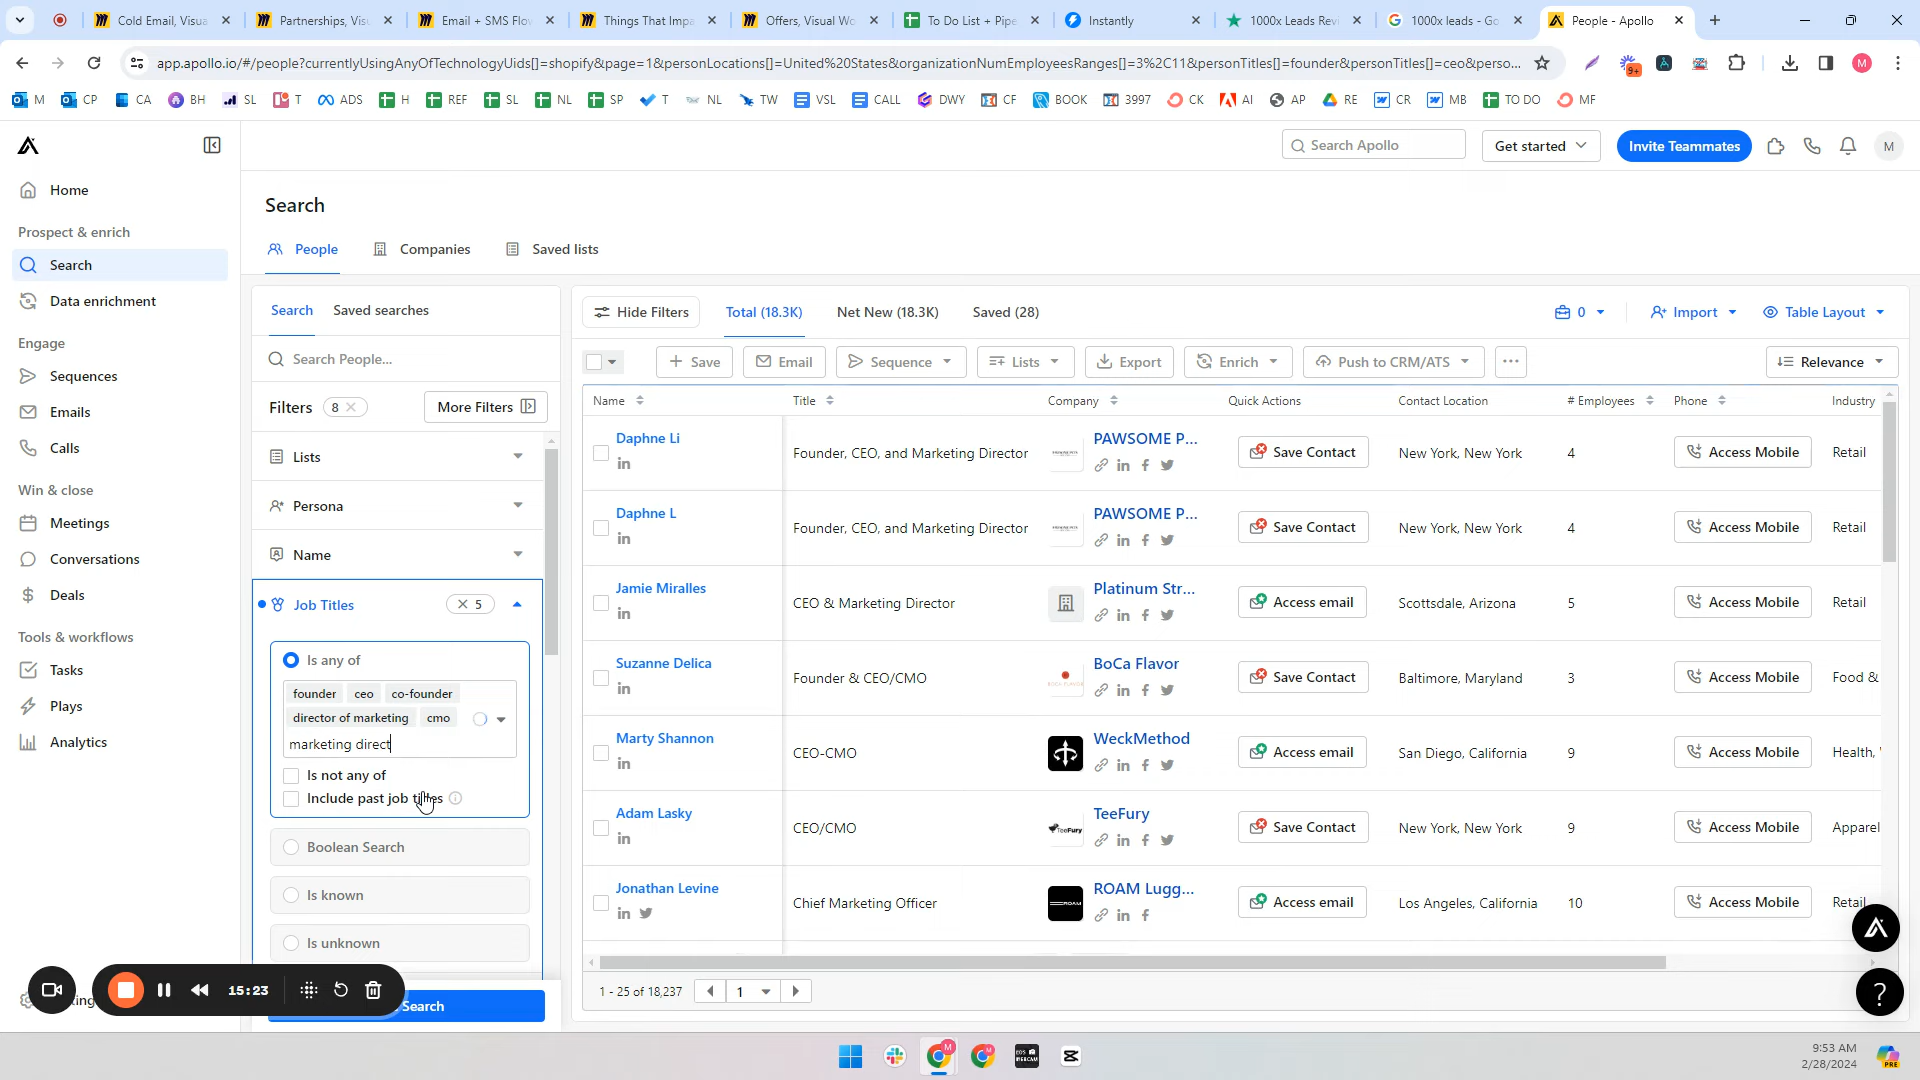 Cold Email, Visua
Partnerships, Visu
Email + SMS Flow
Things That Impa
Offers, Visual Wo
To Do List + Pipe
Instantly
1000x Leads Revi
1000x leads - Go
People - Apollo
app.apollo.io/#/people?currentlyUsingAnyOfTechnologyUids[]=shopify&page=1&personLocations[]=United%20States&organizationNumEmployeesRanges[]=3%2C11&personTitles[]=founder&personTitles[]=ceo&perso...
9+
M
M CP CA BH SL T ADS H REF SL NL SP T NL TW VSL CALL DWY CF BOOK 3997 CK AI AP RE CR MB TO DO MF
Search Apollo
Get started
Invite Teammates
M
Home
Prospect & enrich
Search
Data enrichment
Engage
Sequences
Emails
Calls
Win & close
Meetings
Conversations
Deals
Tools & workflows
Tasks
Plays
Analytics
Search
People
Companies
Saved lists
Search
Saved searches
Search People...
Filters 8
More Filters
Lists
Persona
Name
Job Titles
5
Is any of
founder ceo co-founder
director of marketing cmo
marketing direct
Is not any of
Include past job titles
Boolean Search
Is known
Is unknown
15:23
Search
Hide Filters
Total (18.3K)
Net New (18.3K)
Saved (28)
0
Import
Table Layout
Save
Email
Sequence
Lists
Export
Enrich
Push to CRM/ATS
Relevance
Name Title Company Quick Actions Contact Location # Employees Phone Industry
Daphne Li Founder, CEO, and Marketing Director PAWSOME P... Save Contact New York, New York 4 Access Mobile Retail
Daphne L Founder, CEO, and Marketing Director PAWSOME P... Save Contact New York, New York 4 Access Mobile Retail
Jamie Miralles CEO & Marketing Director Platinum Str... Access email Scottsdale, Arizona 5 Access Mobile Retail
Suzanne Delica Founder & CEO/CMO BoCa Flavor Save Contact Baltimore, Maryland 3 Access Mobile Food &
Marty Shannon CEO-CMO WeckMethod Access email San Diego, California 9 Access Mobile Health,
Adam Lasky CEO/CMO TeeFury Save Contact New York, New York 9 Access Mobile Apparel
Jonathan Levine Chief Marketing Officer ROAM Lugg... Access email Los Angeles, California 10 Access Mobile Retail
1 - 25 of 18,237
1
9:53 AM
2/28/2024